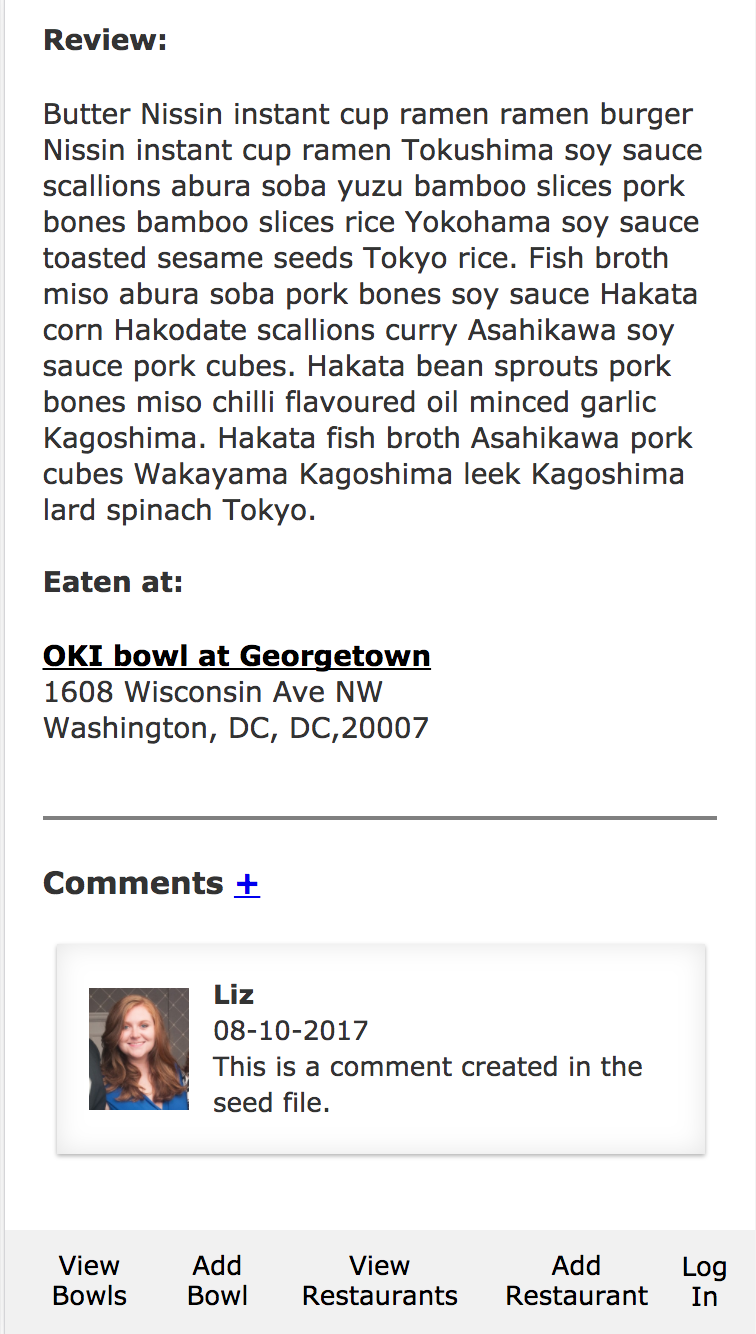 Review:
Butter Nissin instant cup ramen ramen burger
Nissin instant cup ramen Tokushima soy sauce
scallions abura soba yuzu bamboo slices pork
bones bamboo slices rice Yokohama soy sauce
toasted sesame seeds Tokyo rice. Fish broth
miso abura soba pork bones soy sauce Hakata
corn Hakodate scallions curry Asahikawa soy
sauce pork cubes. Hakata bean sprouts pork
bones miso chilli flavoured oil minced garlic
Kagoshima. Hakata fish broth Asahikawa pork
cubes Wakayama Kagoshima leek Kagoshima
lard spinach Tokyo.
Eaten at:
OKI bowl at Georgetown
1608 Wisconsin Ave NW
Washington, DC, DC,20007
Comments +
Liz
08-10-2017
This is a comment created in the
seed file.
View Bowls
Add Bowl
View Restaurants
Add Restaurant
Log In